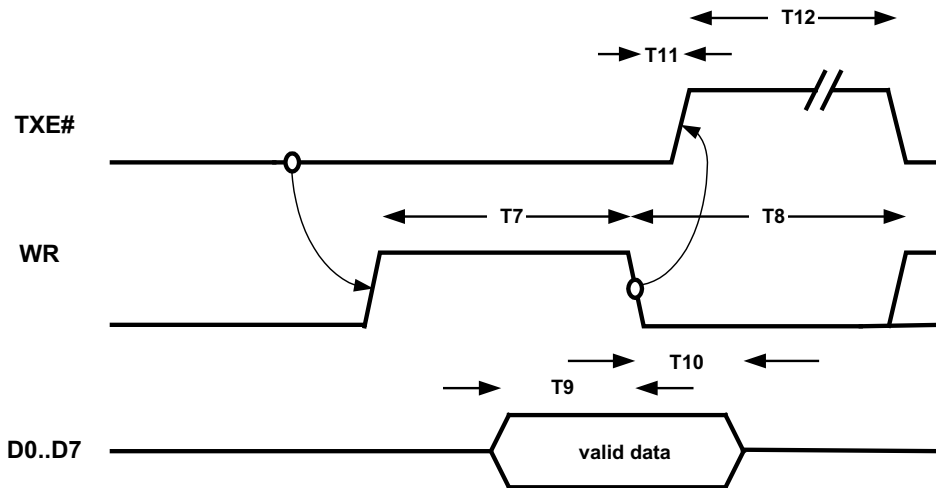 T12
T11
TXE#
T7
T8
WR
T10
T9
D0..D7
valid data